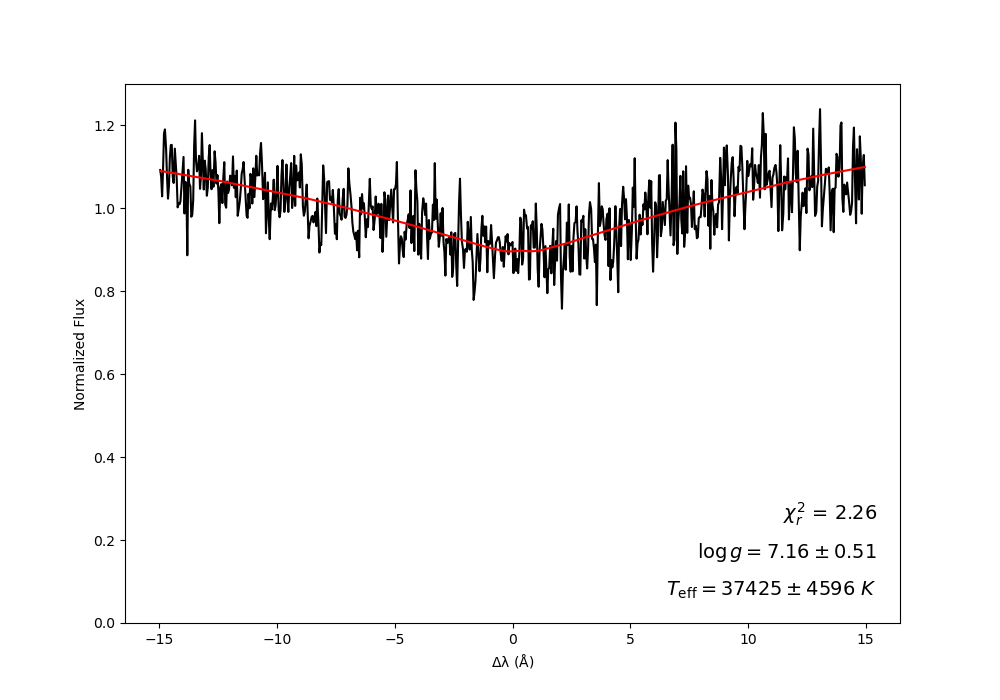 1.2
1.0
0.8
0.6
0.4
0.2
0.0
Normalized Flux
χ²ᵣ = 2.26
log g = 7.16 ± 0.51
T_eff = 37425 ± 4596 K
−15 −10 −5 0 5 10 15
Δλ (Å)